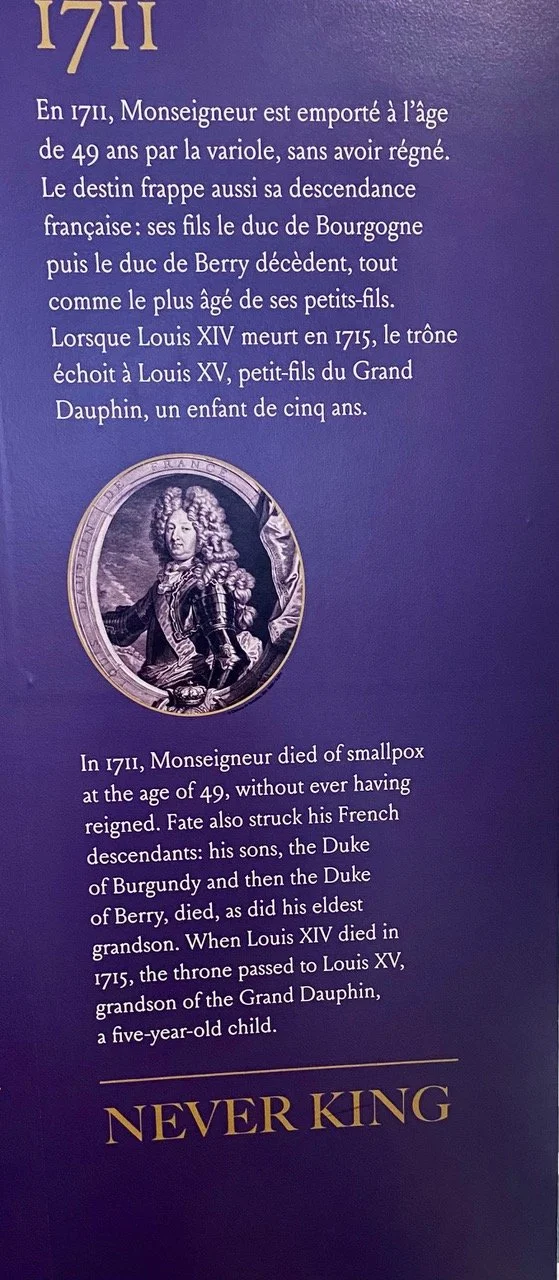 1711
En 1711, Monseigneur est emporté à l'âge
de 49 ans par la variole, sans avoir régné.
Le destin frappe aussi sa descendance
française : ses fils le duc de Bourgogne
puis le duc de Berry décèdent, tout
comme le plus âgé de ses petits-fils.
Lorsque Louis XIV meurt en 1715, le trône
échoit à Louis XV, petit-fils du Grand
Dauphin, un enfant de cinq ans.
DAUPHIN DE FRANCE
In 1711, Monseigneur died of smallpox
at the age of 49, without ever having
reigned. Fate also struck his French
descendants: his sons, the Duke
of Burgundy and then the Duke
of Berry, died, as did his eldest
grandson. When Louis XIV died in
1715, the throne passed to Louis XV,
grandson of the Grand Dauphin,
a five-year-old child.
NEVER KING